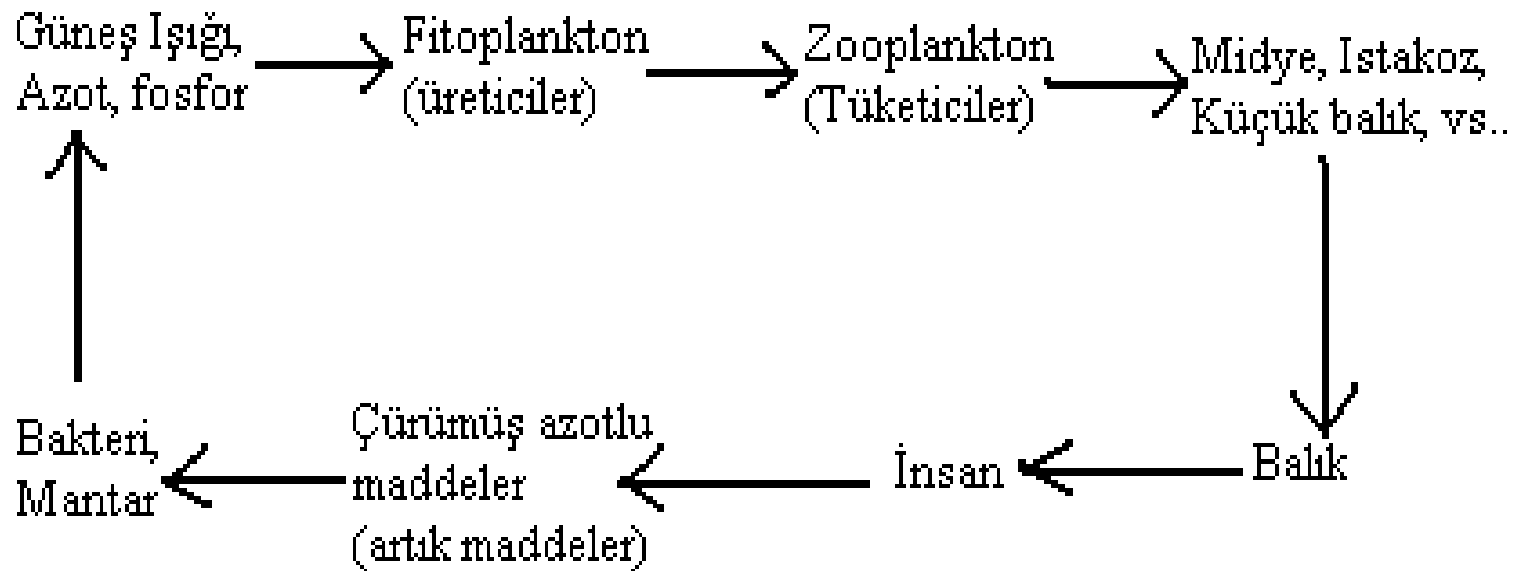 Güneş Işığı,
Azot, fosfor
Fitoplankton
(üreticiler)
Zooplankton
(Tüketiciler)
Midye, Istakoz,
Küçük balık, vs..
Balık
İnsan
Çürümüş azotlu
maddeler
(artık maddeler)
Bakteri,
Mantar